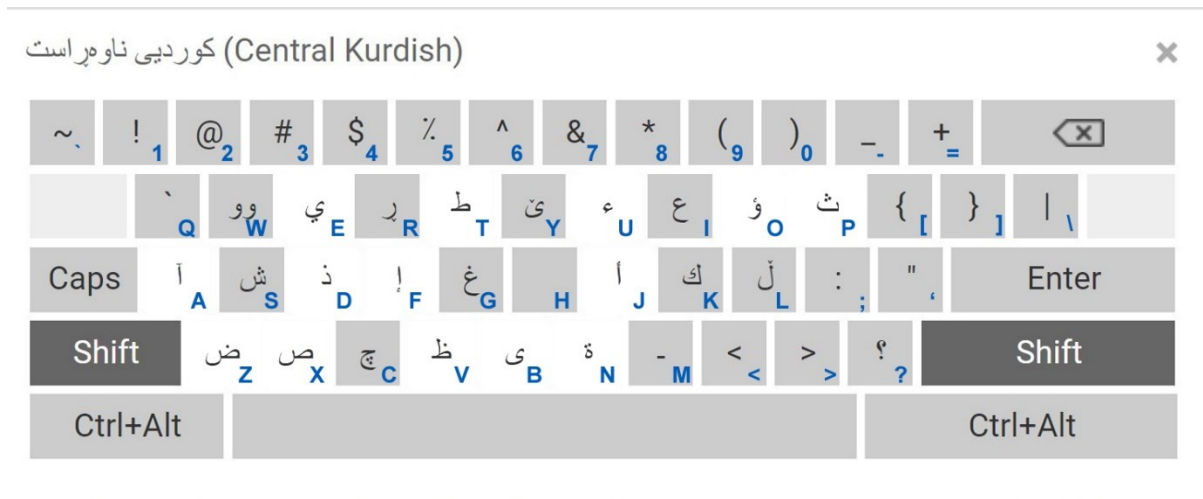 کوردیی ناوەڕاست (Central Kurdish) ×
~ ` ! 1 @ 2 # 3 $ 4 ٪ 5 ^ 6 & 7 * 8 ( 9 ) 0 _ - + =
` Q وو W ي E ڕ R ط T ێ Y ء U ع I ؤ O ث P { [ } ] | \
Caps آ A ش S ذ D إ F غ G H أ J ك K ڵ L : ; " ‘ Enter
Shift ض Z ص X چ C ظ V ى B ة N - M < < > > ؟ ? Shift
Ctrl+Alt Ctrl+Alt